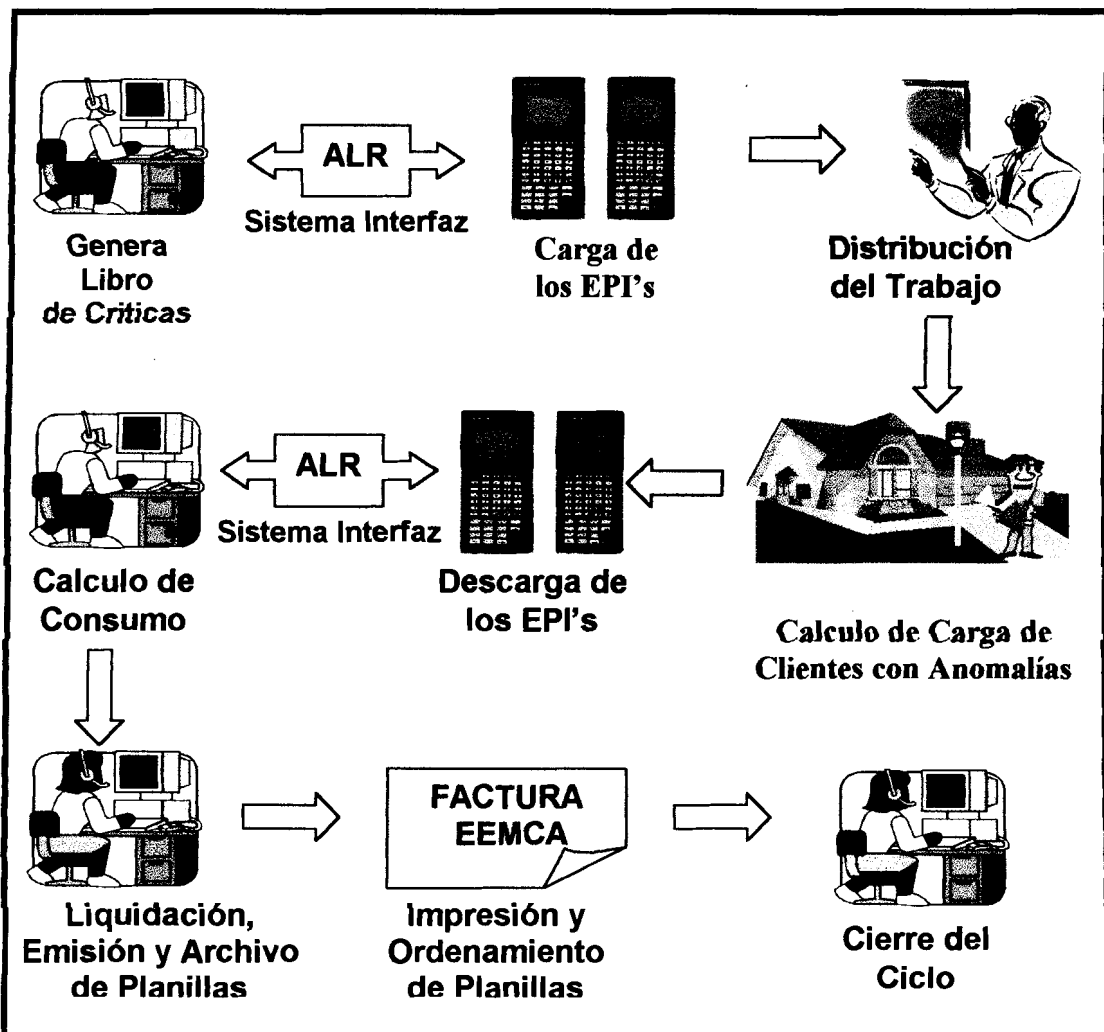 ALR
Sistema Interfaz
Genera
Libro
de Criticas
Carga de
los EPI's
Distribución
del Trabajo
ALR
Sistema Interfaz
Calculo de
Consumo
Descarga de
los EPI's
Calculo de Carga de
Clientes con Anomalías
FACTURA
EEMCA
Liquidación,
Emisión y Archivo
de Planillas
Impresión y
Ordenamiento
de Planillas
Cierre del
Ciclo